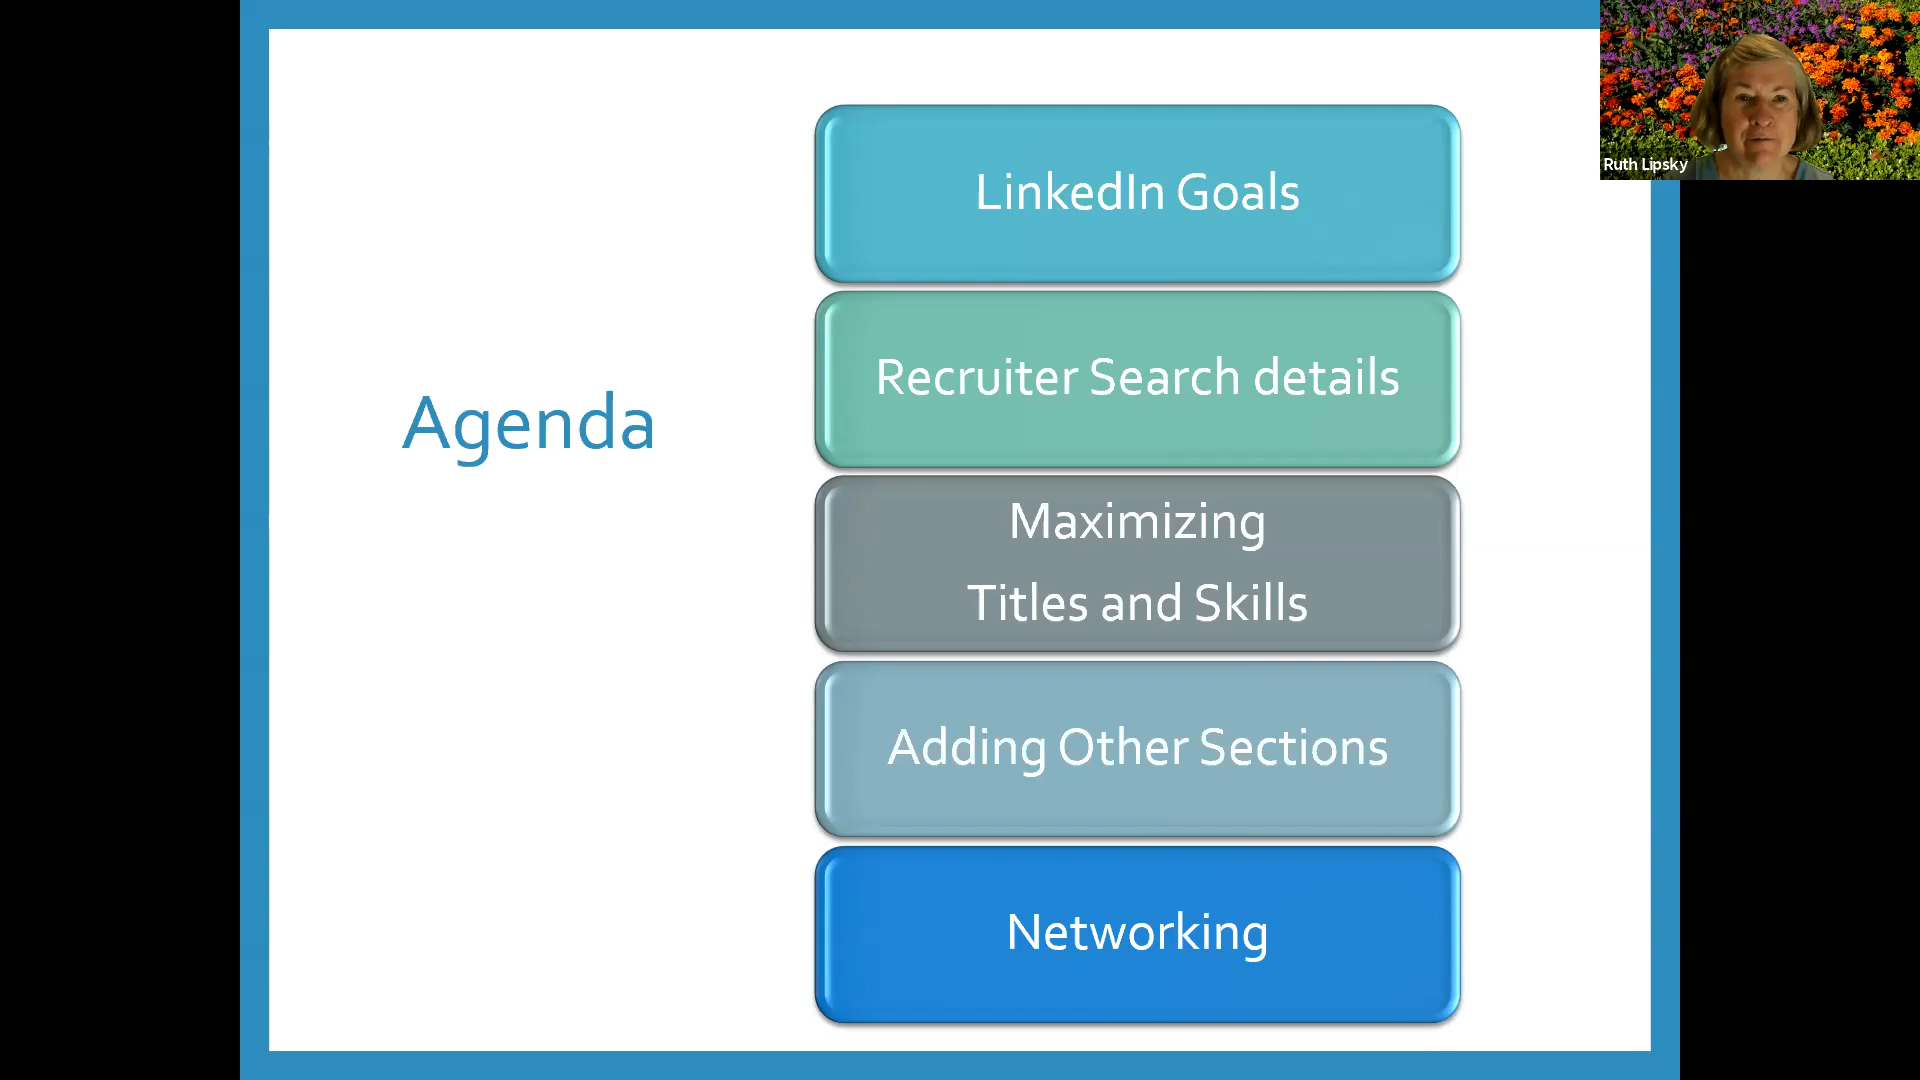 Agenda
LinkedIn Goals
Recruiter Search details
Maximizing
Titles and Skills
Adding Other Sections
Networking
Ruth Lipsky